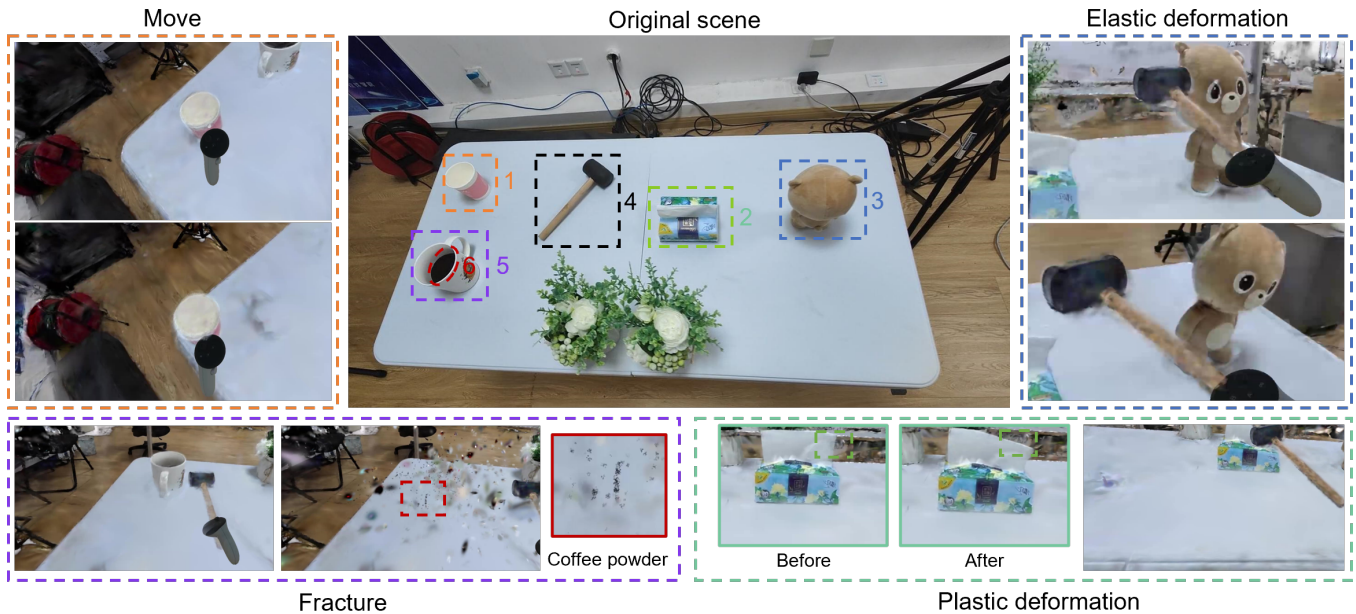 Move
Original scene
Elastic deformation
1
4
2
3
5
6
Coffee powder
Before
After
Fracture
Plastic deformation